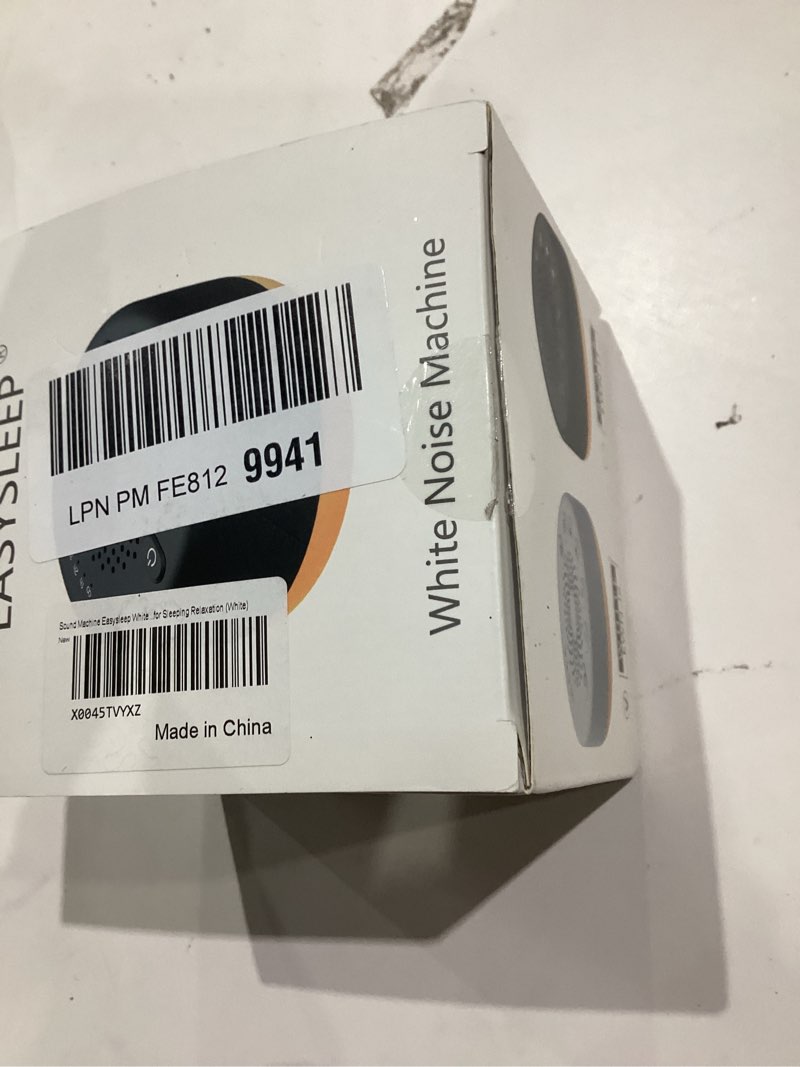 EASYSLEEP®
White Noise Machine
LPN PM FE812 9941
Sound Machine Easysleep White...for Sleeping Relaxation (White)
New
X0045TVYXZ
Made in China